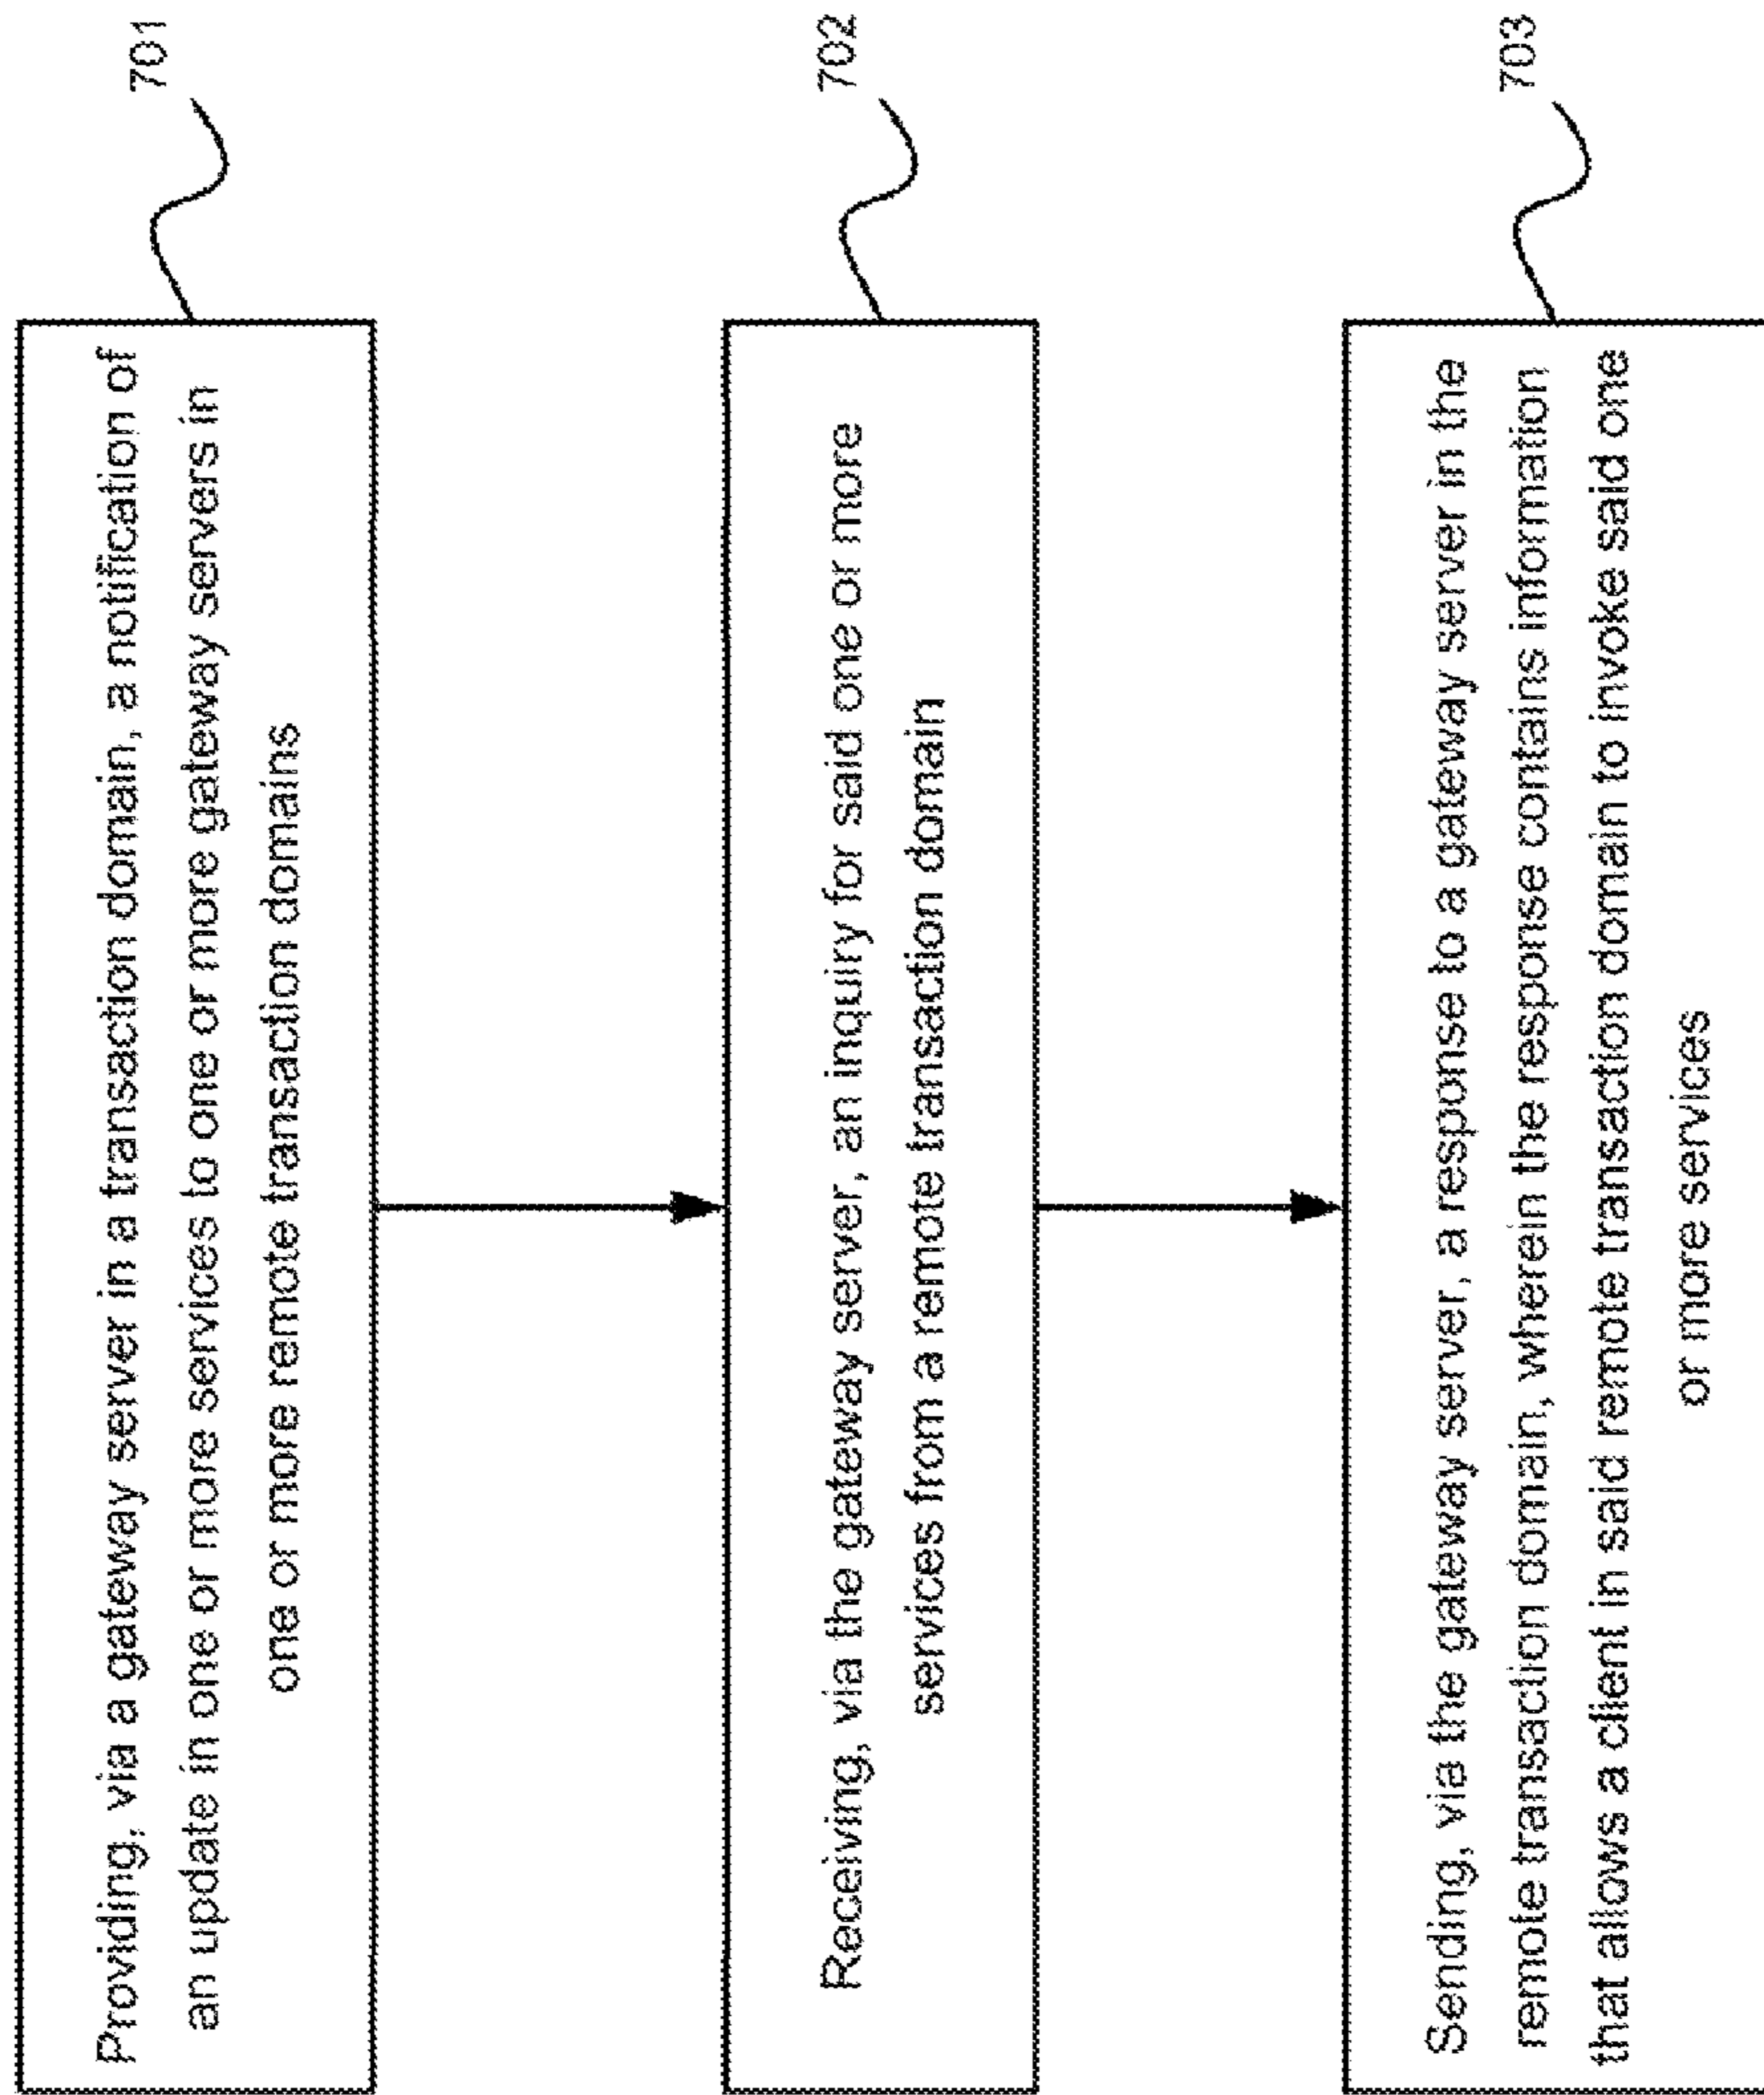 Providing, via a gateway server in a transaction domain, a notification of
an update in one or more services to one or more gateway servers in
one or more remote transaction domains
701
Receiving, via the gateway server, an inquiry for said one or more
services from a remote transaction domain
702
Sending, via the gateway server, a response to a gateway server in the
remote transaction domain, wherein the response contains information
that allows a client in said remote transaction domain to invoke said one
or more services
703